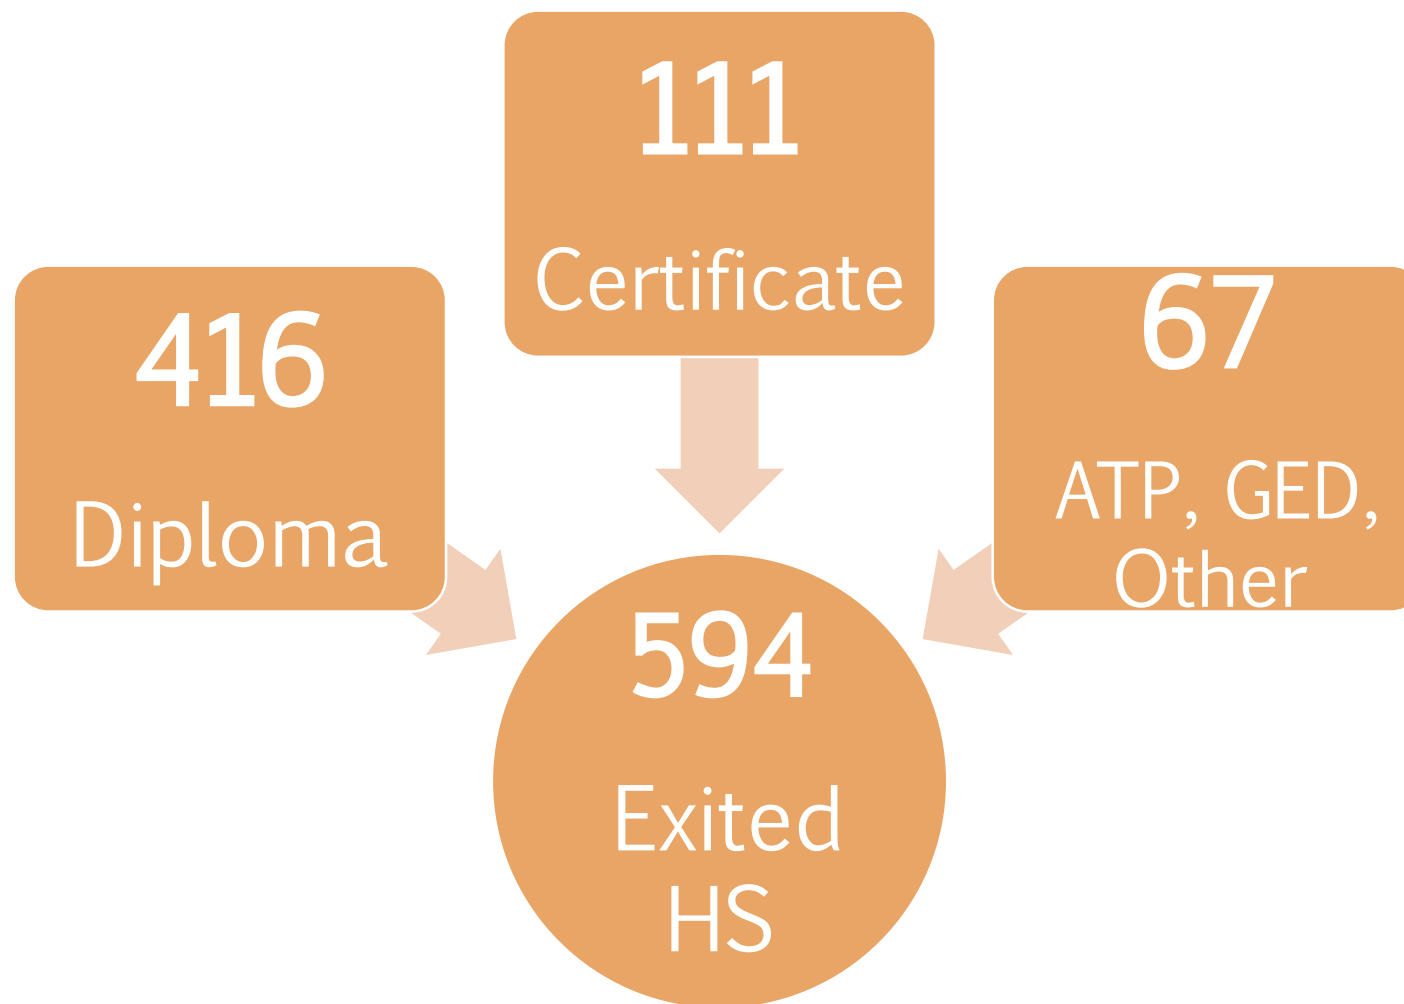 111
Certificate
416
Diploma
67
ATP, GED,
Other
594
Exited
HS